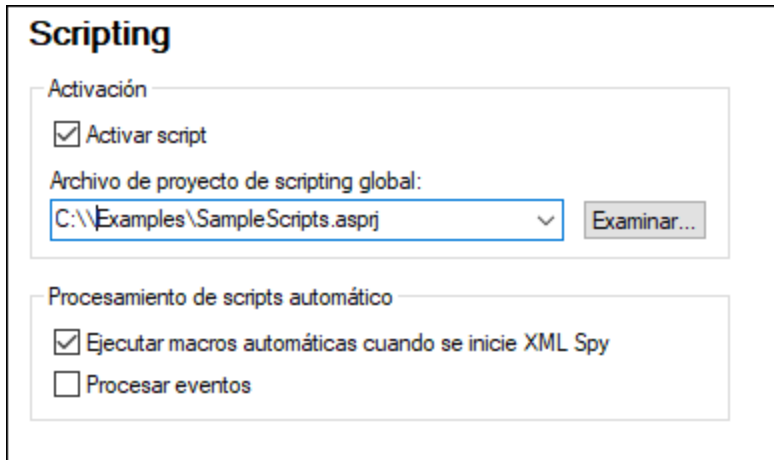 Scripting
Activación
Activar script
Archivo de proyecto de scripting global:
C:\\Examples\SampleScripts.asprj
Examinar...
Procesamiento de scripts automático
Ejecutar macros automáticas cuando se inicie XML Spy
Procesar eventos